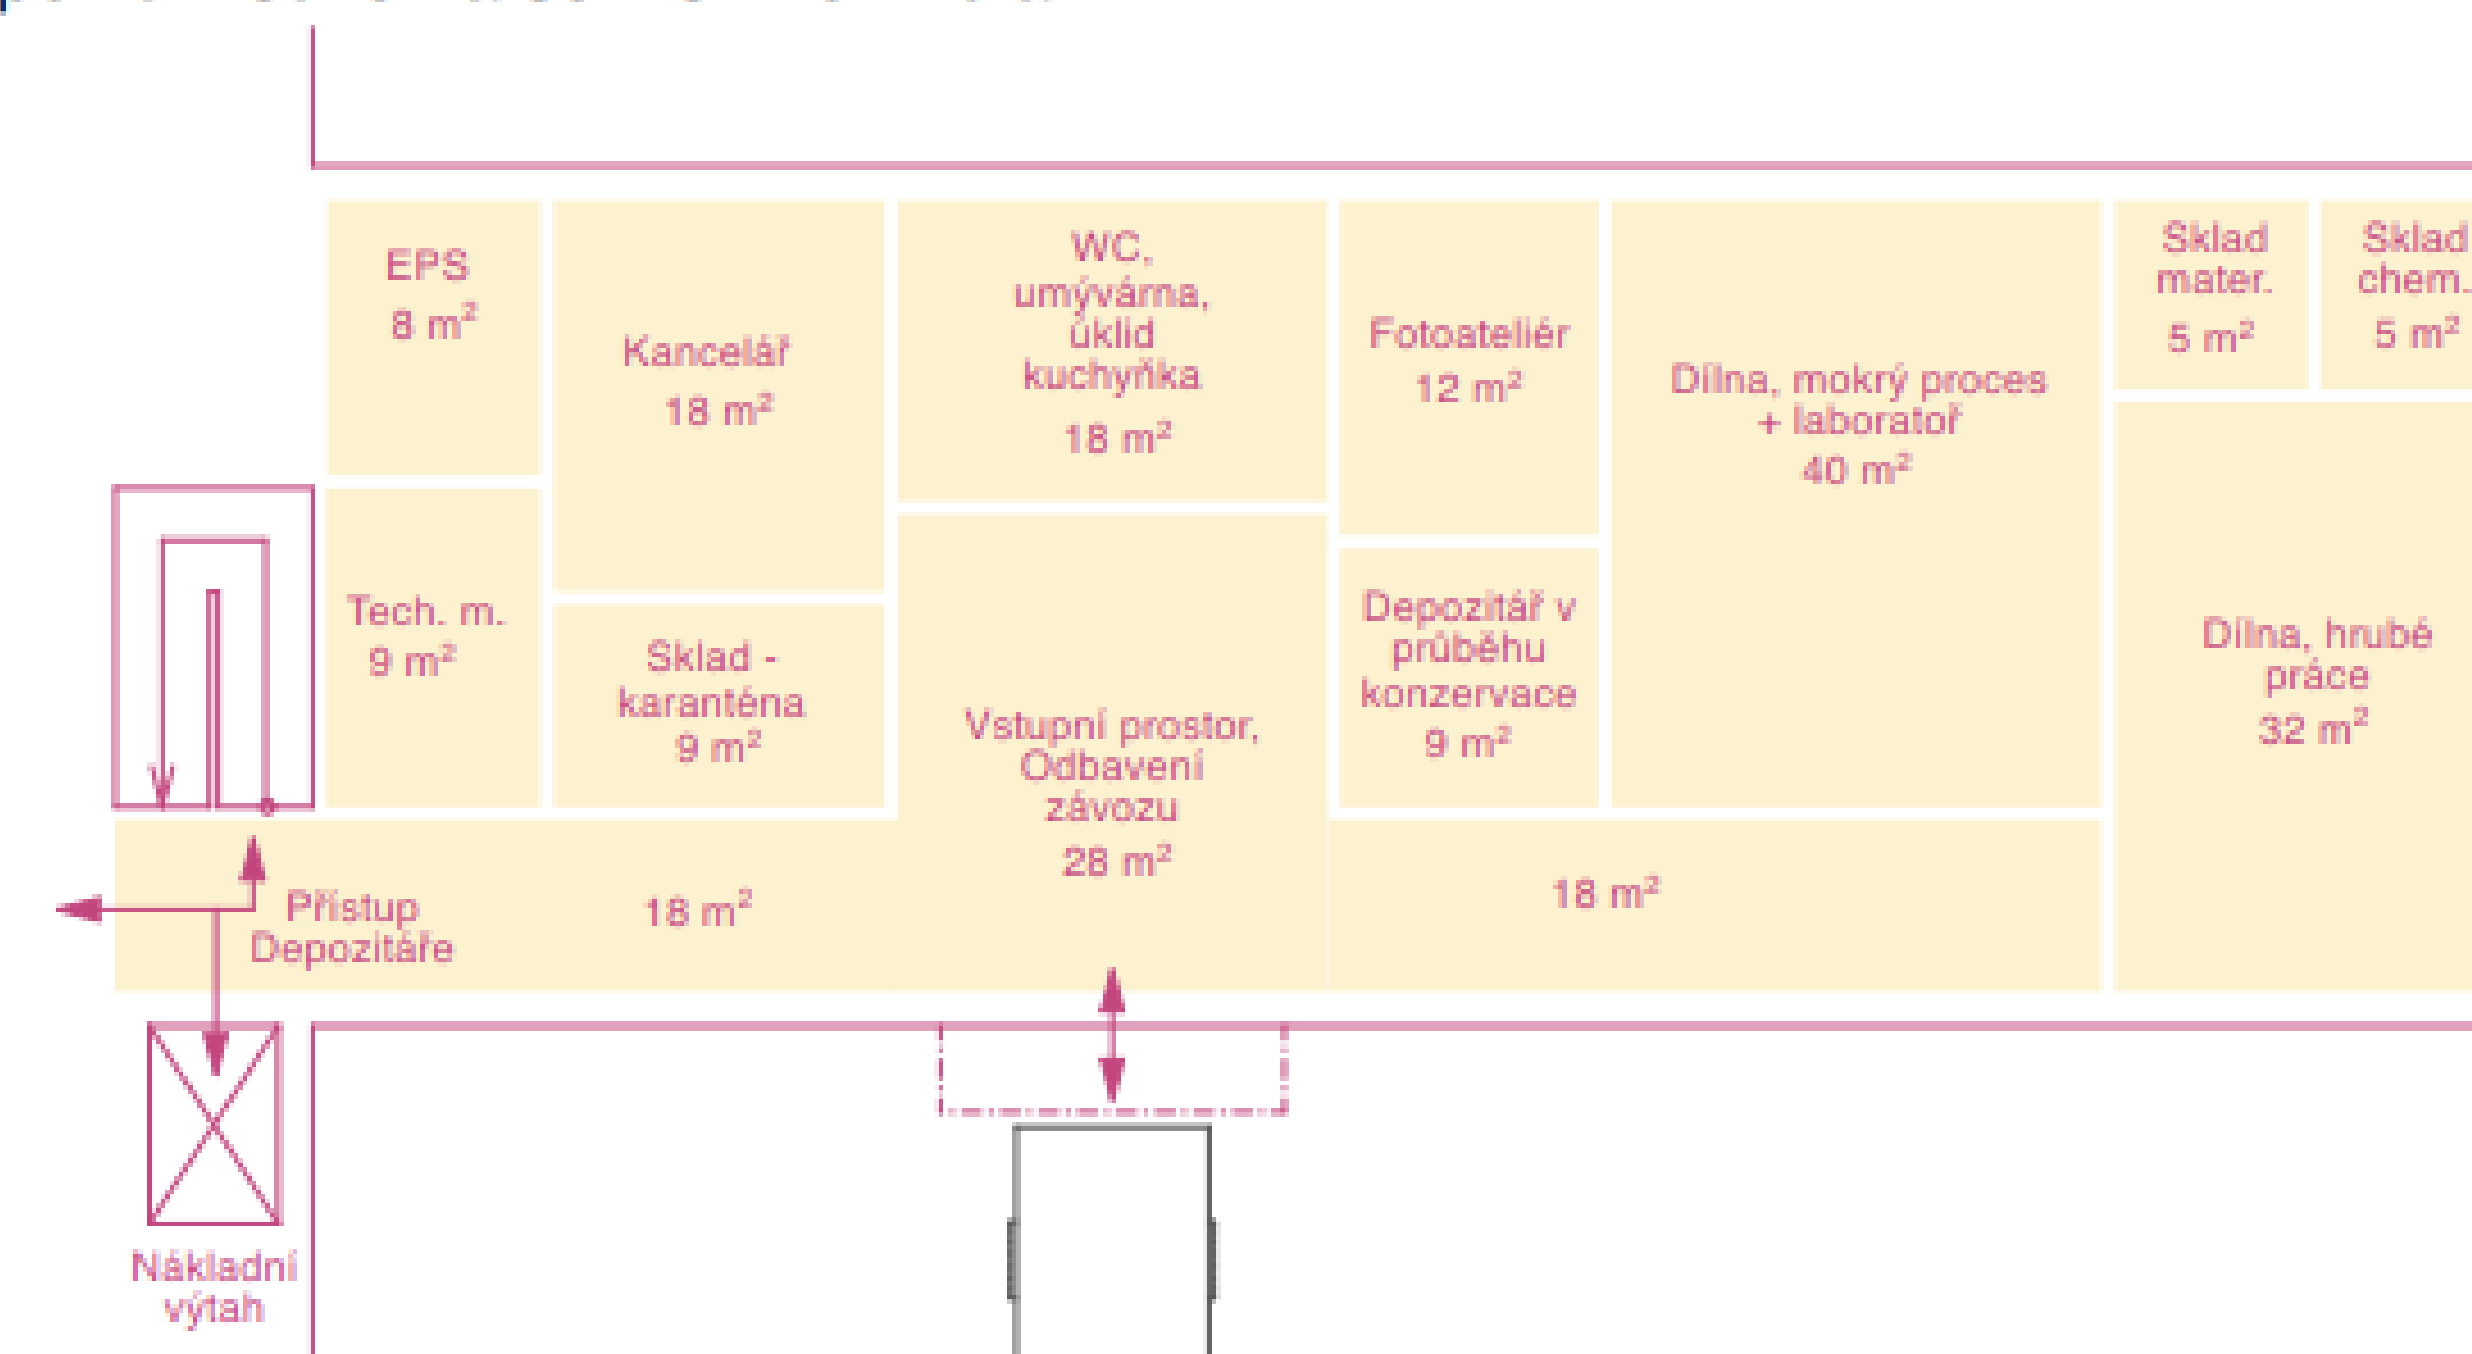 EPS
8 m²
Kancelář
18 m²
WC,
umývárna,
úklid
kuchyňka
18 m²
Fotoateliér
12 m²
Dílna, mokrý proces
+ laboratoř
40 m²
Sklad
mater.
5 m²
Sklad
chem.
5 m²
Tech. m.
9 m²
Sklad -
karanténa
9 m²
Vstupní prostor,
Odbavení
závozu
28 m²
Depozitář v
průběhu
konzervace
9 m²
Dílna, hrubé
práce
32 m²
Přístup
Depozitáře
18 m²
18 m²
Nákladní
výtah